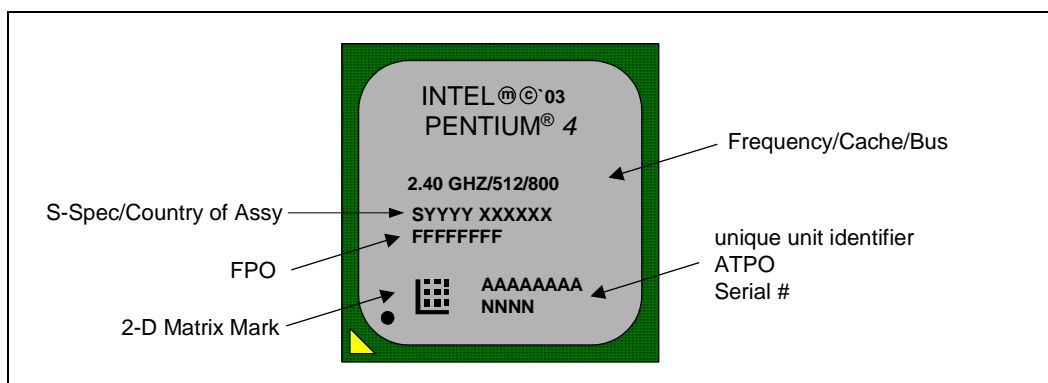 INTEL ⓜ ©`03
PENTIUM® 4
Frequency/Cache/Bus
2.40 GHZ/512/800
S-Spec/Country of Assy
SYYYY XXXXXX
FFFFFFFF
FPO
unique unit identifier
ATPO
Serial #
AAAAAAAA
NNNN
2-D Matrix Mark